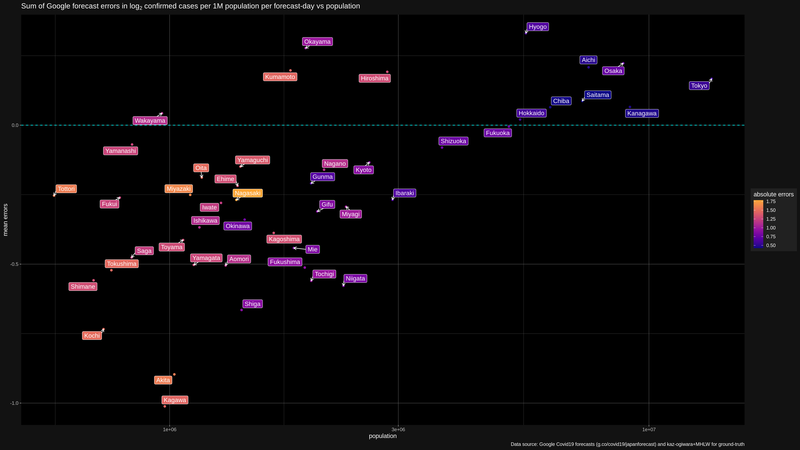 Sum of Google forecast errors in log2 confirmed cases per 1M population per forecast-day vs population
Hyogo
Okayama
Aichi
Osaka
Kumamoto
Hiroshima
Tokyo
Saitama
Chiba
Hokkaido
Kanagawa
Wakayama
0.0
Fukuoka
Shizuoka
Yamanashi
Yamaguchi
Nagano
Oita
Kyoto
Ehime
Gunma
Tottori
Miyazaki
Nagasaki
Ibaraki
Fukui
Iwate
Gifu
Miyagi
Ishikawa
Okinawa
mean errors
Kagoshima
Toyama
Saga
Mie
Yamagata
Aomori
Fukushima
-0.5
Tokushima
Tochigi
Niigata
Shimane
Shiga
Kochi
Akita
Kagawa
-1.0
absolute errors
1.75
1.50
1.25
1.00
0.75
0.50
1e+06
3e+06
1e+07
population
Data source: Google Covid19 forecasts (g.co/covid19/japanforecast) and kaz-ogiwara+MHLW for ground-truth